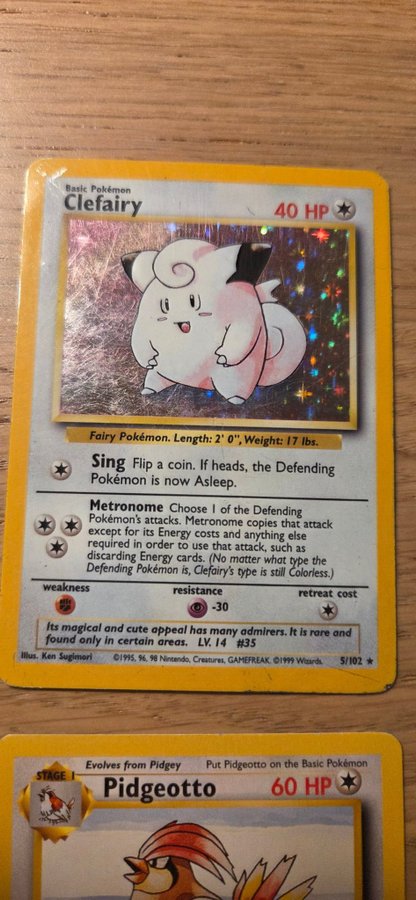 Basic Pokémon
Clefairy 40 HP
Fairy Pokémon. Length: 2' 0", Weight: 17 lbs.
Sing Flip a coin. If heads, the Defending
Pokémon is now Asleep.
Metronome Choose 1 of the Defending
Pokémon's attacks. Metronome copies that attack
except for its Energy costs and anything else
required in order to use that attack, such as
discarding Energy cards. (No matter what type the
Defending Pokémon is, Clefairy's type is still Colorless.)
weakness resistance retreat cost
-30
Its magical and cute appeal has many admirers. It is rare and
found only in certain areas. LV. 14 #35
Illus. Ken Sugimori ©1995, 96, 98 Nintendo, Creatures, GAMEFREAK. ©1999 Wizards. 5/102 ★
Evolves from Pidgey Put Pidgeotto on the Basic Pokémon
STAGE 1
Pidgeotto 60 HP